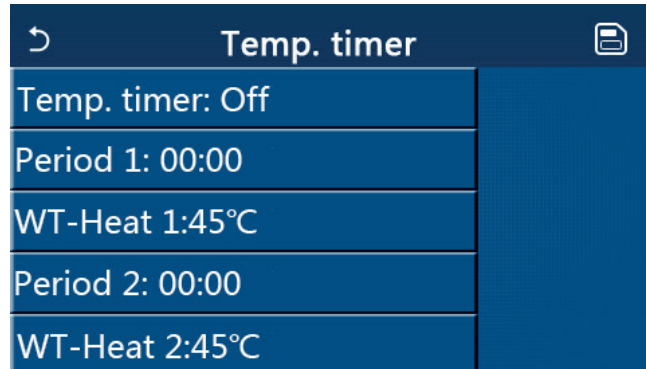 Temp. timer
Temp. timer: Off
Period 1: 00:00
WT-Heat 1:45℃
Period 2: 00:00
WT-Heat 2:45℃